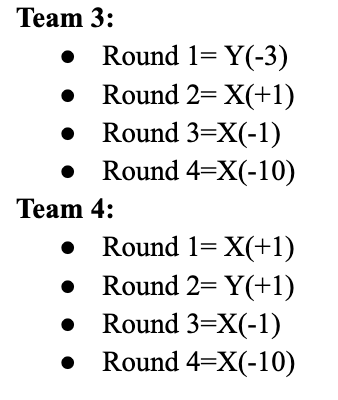 Team 3:
● Round 1= Y(-3)
● Round 2= X(+1)
● Round 3=X(-1)
● Round 4=X(-10)
Team 4:
● Round 1= X(+1)
● Round 2= Y(+1)
● Round 3=X(-1)
● Round 4=X(-10)